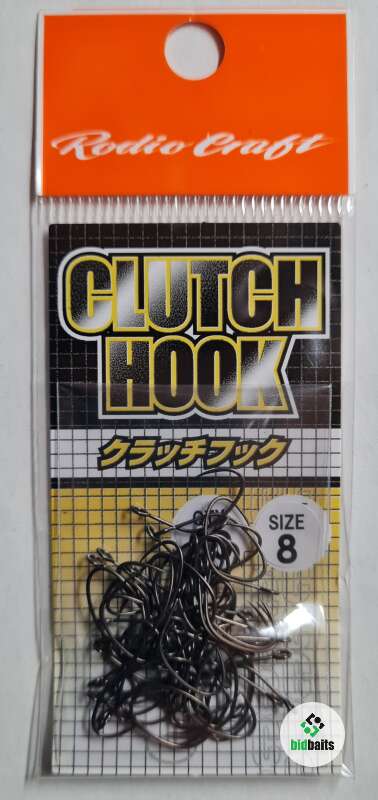 Rodio Craft
CLUTCH
HOOK
クラッチフック
SIZE
8
bidbaits